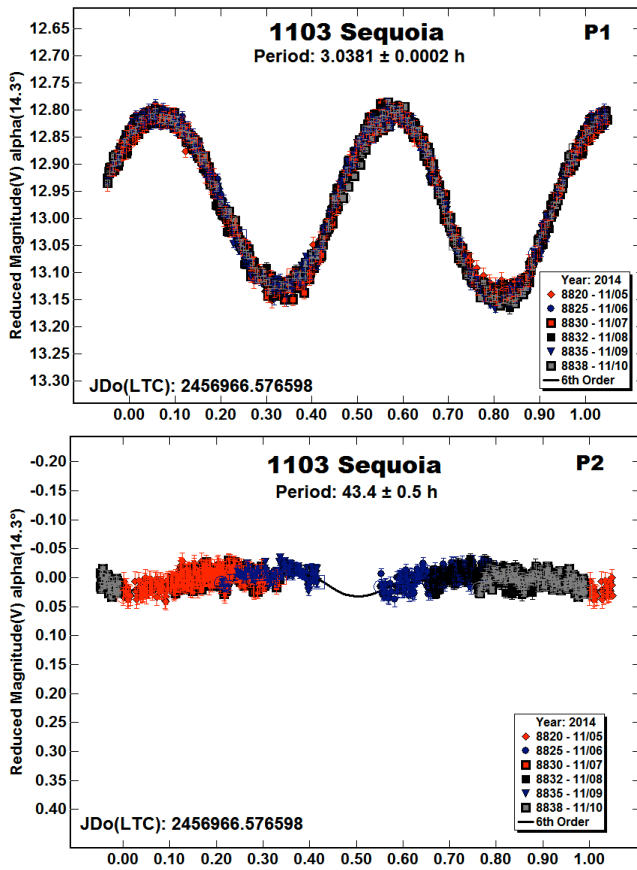 1103 Sequoia
P1
Period: 3.0381 ± 0.0002 h
Reduced Magnitude(V) alpha(14.3°)
12.65
12.70
12.75
12.80
12.85
12.90
12.95
13.00
13.05
13.10
13.15
13.20
13.25
13.30
Year: 2014
8820 - 11/05
8825 - 11/06
8830 - 11/07
8832 - 11/08
8835 - 11/09
8838 - 11/10
6th Order
JDo(LTC): 2456966.576598
0.00 0.10 0.20 0.30 0.40 0.50 0.60 0.70 0.80 0.90 1.00
1103 Sequoia
P2
Period: 43.4 ± 0.5 h
Reduced Magnitude(V) alpha(14.3°)
-0.20
-0.15
-0.10
-0.05
0.00
0.05
0.10
0.15
0.20
0.25
0.30
0.35
0.40
Year: 2014
8820 - 11/05
8825 - 11/06
8830 - 11/07
8832 - 11/08
8835 - 11/09
8838 - 11/10
6th Order
JDo(LTC): 2456966.576598
0.00 0.10 0.20 0.30 0.40 0.50 0.60 0.70 0.80 0.90 1.00